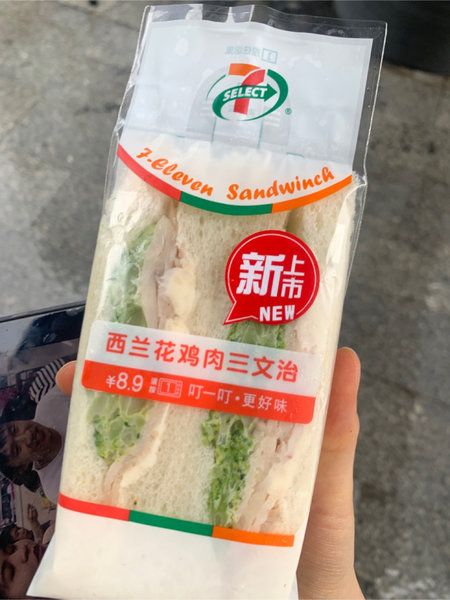 7
SELECT
®
7-Eleven Sandwinch
新上市
NEW
西兰花鸡肉三文治
¥8.9 叮一叮·更好味